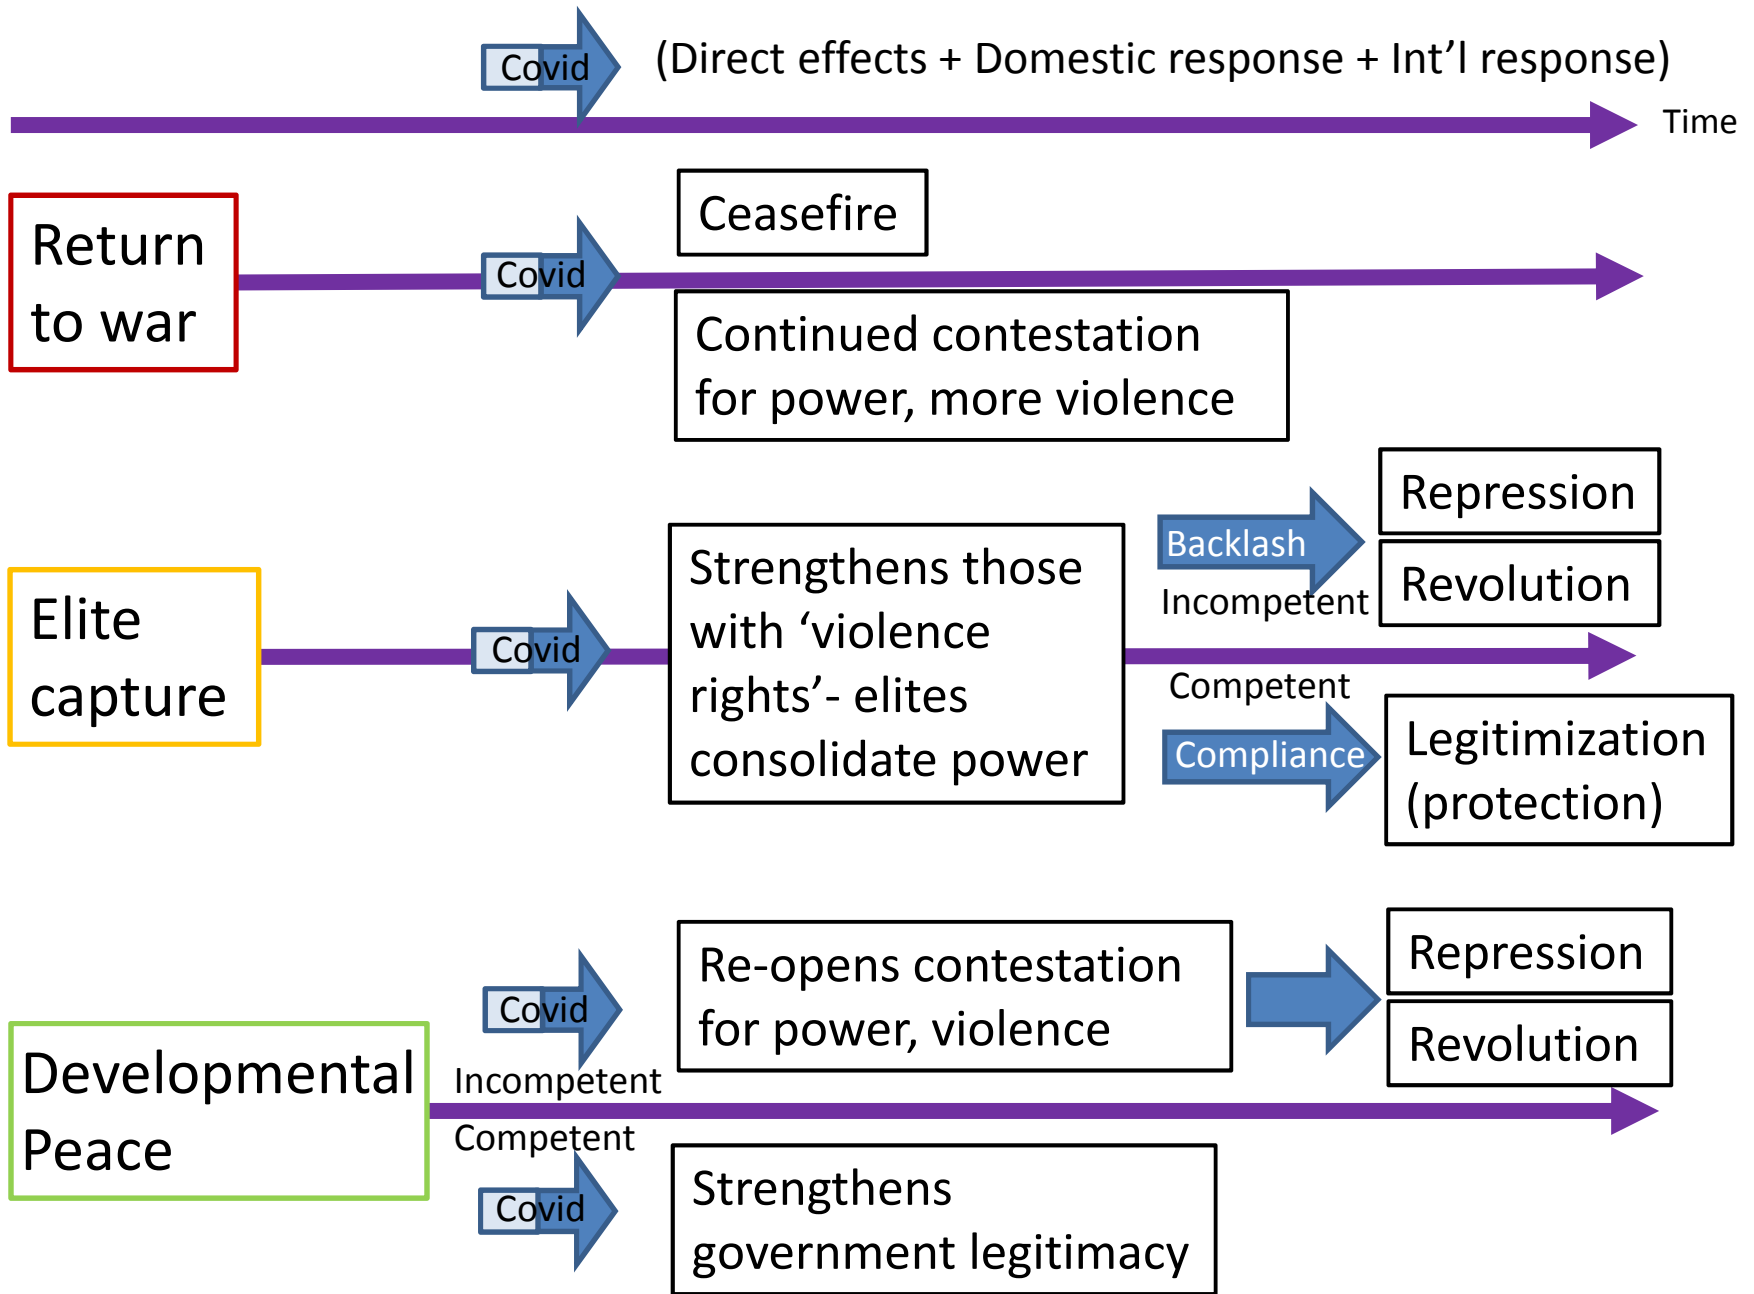 Covid
(Direct effects + Domestic response + Int’l response)
Time
Return
to war
Covid
Ceasefire
Continued contestation
for power, more violence
Elite
capture
Covid
Strengthens those
with ‘violence
rights’- elites
consolidate power
Backlash
Incompetent
Repression
Revolution
Competent
Compliance
Legitimization
(protection)
Developmental
Peace
Covid
Incompetent
Re-opens contestation
for power, violence
Repression
Revolution
Competent
Covid
Strengthens
government legitimacy